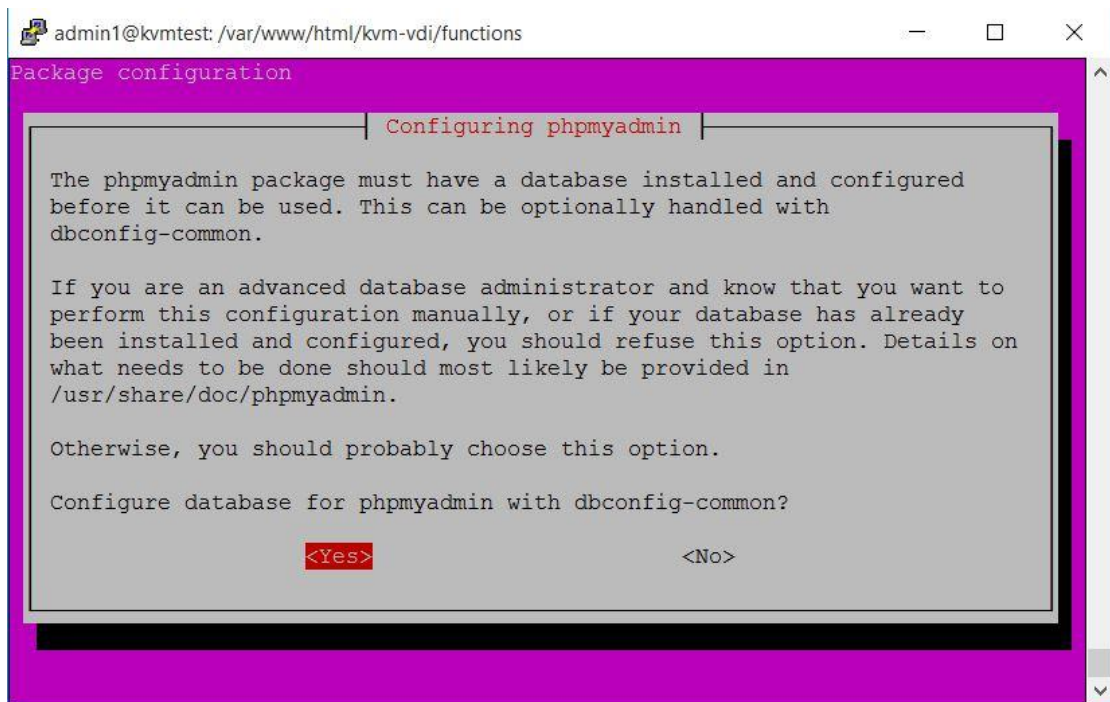 admin1@kvmtest: /var/www/html/kvm-vdi/functions
Package configuration
Configuring phpmyadmin
The phpmyadmin package must have a database installed and configured
before it can be used. This can be optionally handled with
dbconfig-common.
If you are an advanced database administrator and know that you want to
perform this configuration manually, or if your database has already
been installed and configured, you should refuse this option. Details on
what needs to be done should most likely be provided in
/usr/share/doc/phpmyadmin.
Otherwise, you should probably choose this option.
Configure database for phpmyadmin with dbconfig-common?
<Yes> <No>